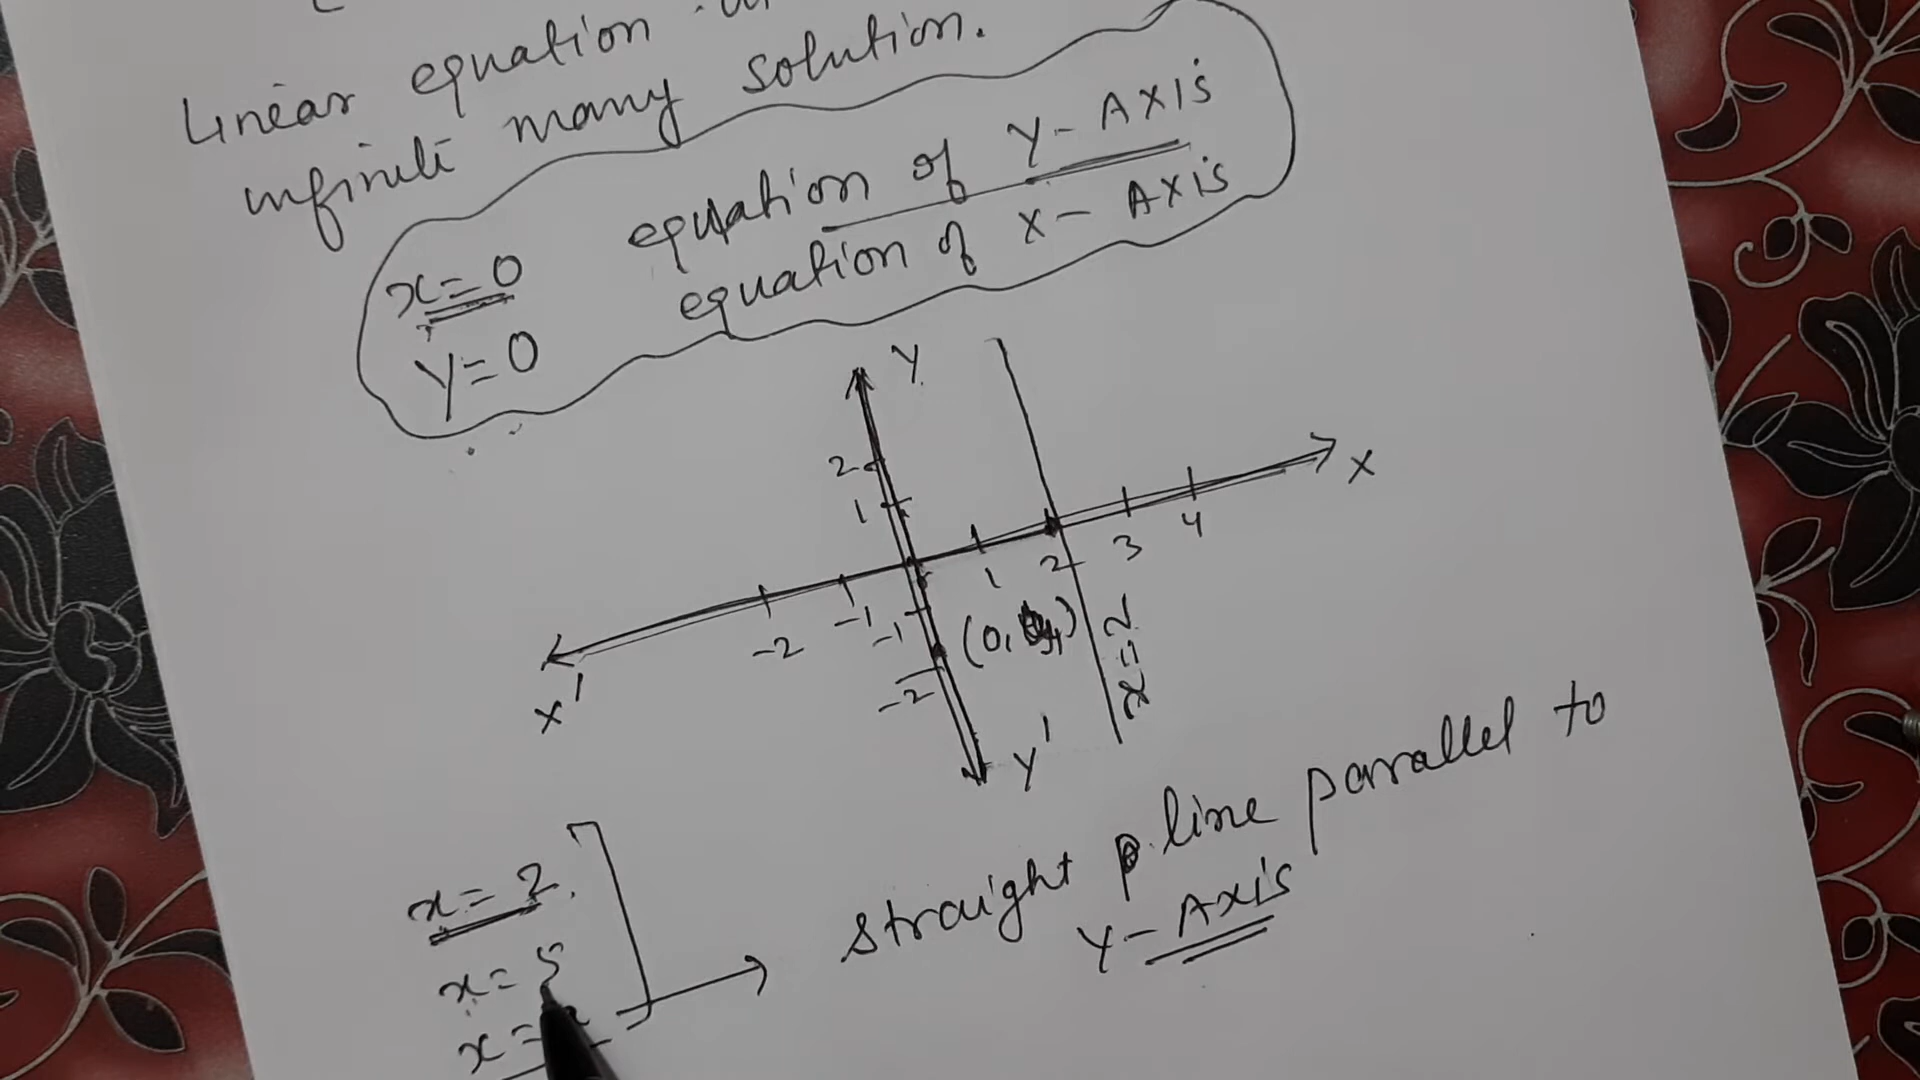 Linear equation
infinite many solution.
x=0 equation of Y-AXIS
Y=0 equation of X-AXIS
Y
2
1
X
1 2 3 4
-2 -1
-1
-2
(0,
x=2
X'
Y'
x=2.
x=5
x=
straight line parallel to
Y-Axis